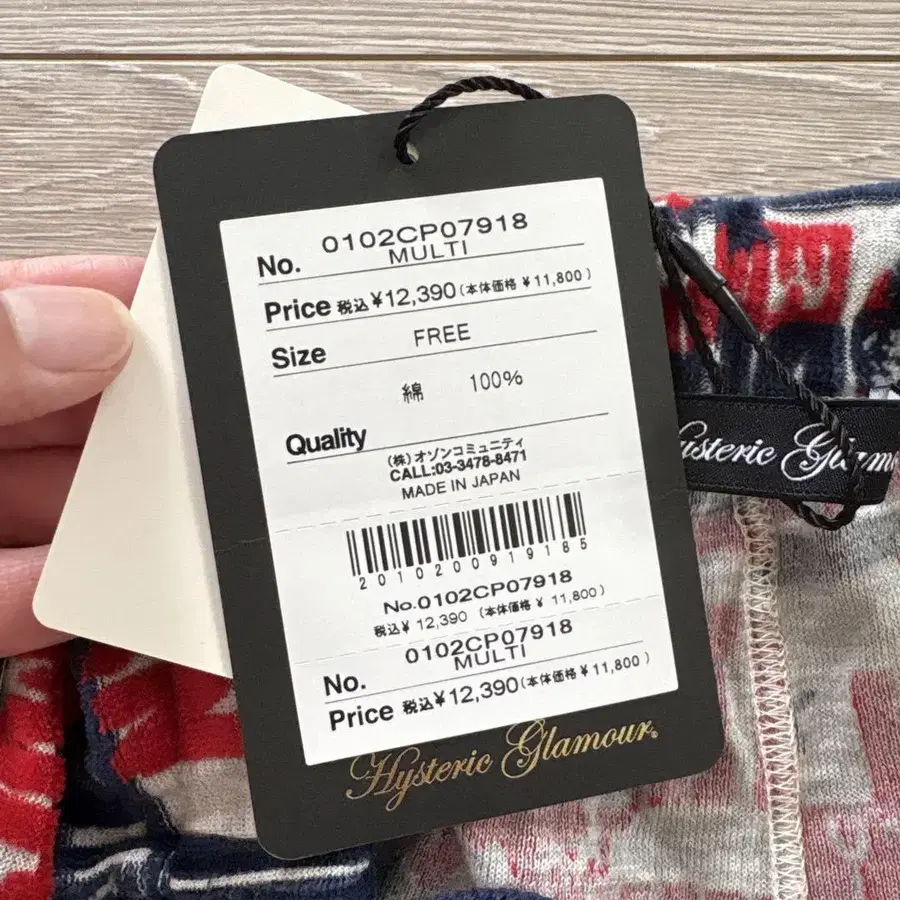 No. 0102CP07918
MULTI
Price 税込¥12,390(本体価格 ¥11,800)
Size FREE
綿 100%
Quality
(株)オゾンコミュニティ
CALL:03-3478-8471
MADE IN JAPAN
2010200919185
No.0102CP07918
税込¥ 12,390 (本体価格 ¥ 11,800)
No. 0102CP07918
MULTI
Price 税込¥12,390(本体価格 ¥11,800)
Hysteric Glamour.
Hysteric Glamo